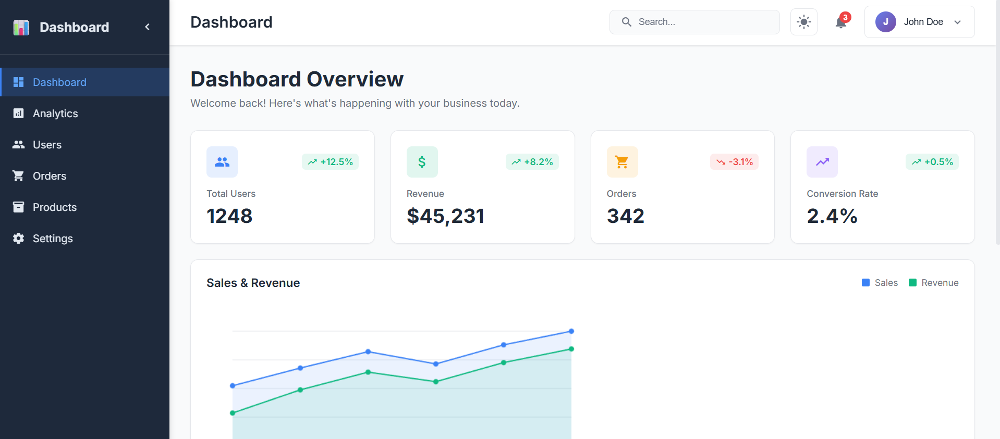 Dashboard
Dashboard
Analytics
Users
Orders
Products
Settings
Dashboard
Search...
3
J
John Doe
Dashboard Overview
Welcome back! Here's what's happening with your business today.
+12.5%
Total Users
1248
+8.2%
Revenue
$45,231
-3.1%
Orders
342
+0.5%
Conversion Rate
2.4%
Sales & Revenue
Sales
Revenue